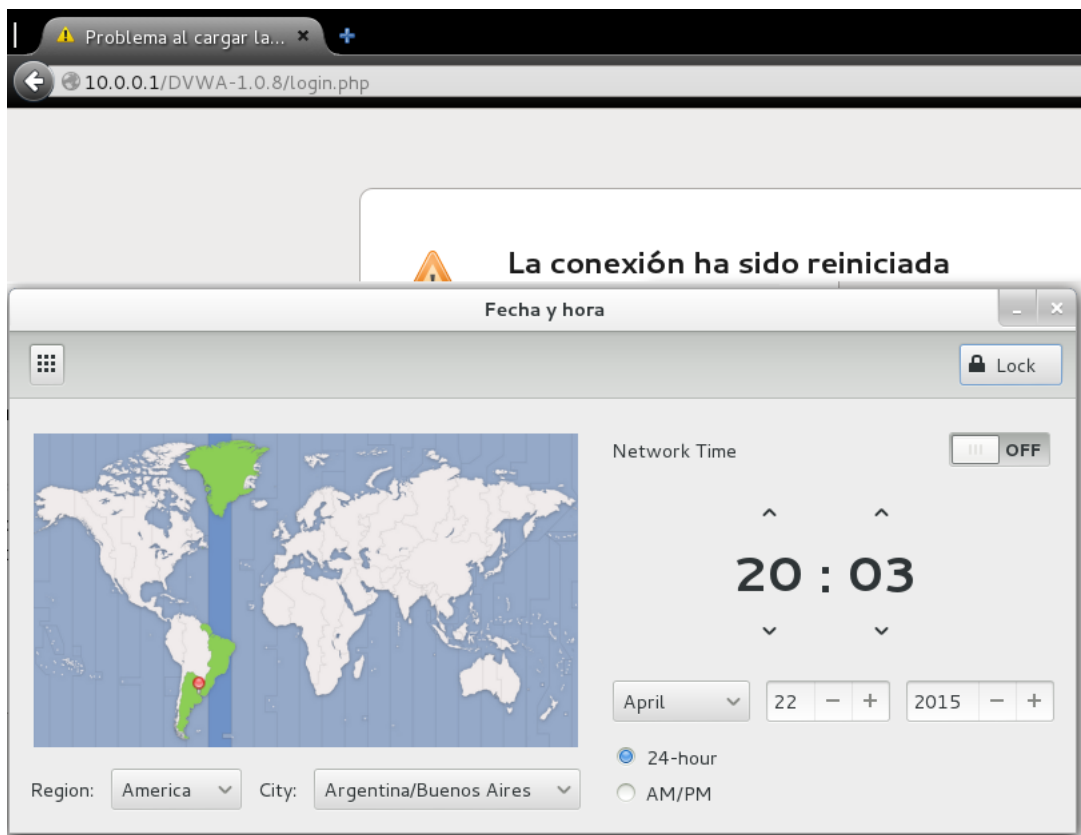 Problema al cargar la...
10.0.0.1/DVWA-1.0.8/login.php
La conexión ha sido reiniciada
Fecha y hora
Lock
Network Time OFF
20 : 03
April 22 2015
24-hour
AM/PM
Region: America City: Argentina/Buenos Aires